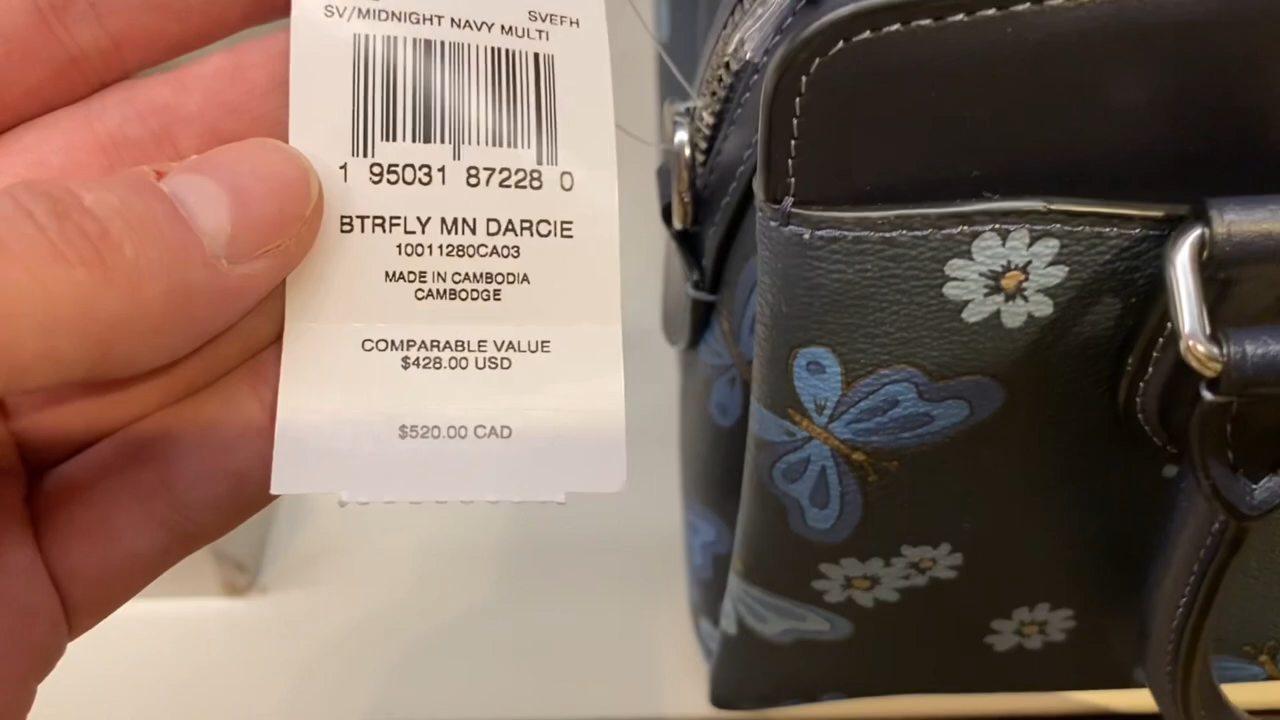 SV/MIDNIGHT NAVY MULTI SVEFH
1 95031 87228 0
BTRFLY MN DARCIE
10011280CA03
MADE IN CAMBODIA
CAMBODGE
COMPARABLE VALUE
$428.00 USD
$520.00 CAD